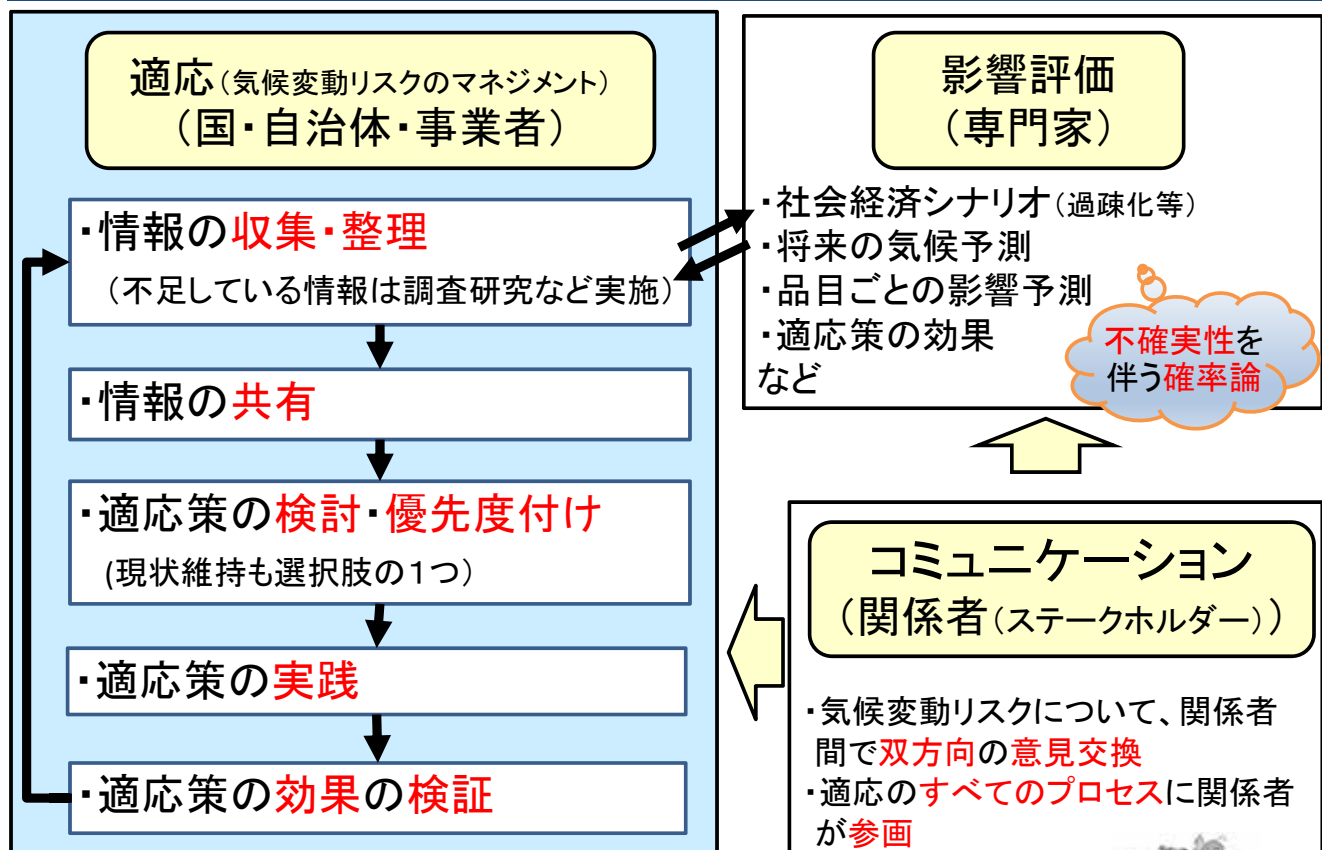 適応（気候変動リスクのマネジメント）
（国・自治体・事業者）
・情報の収集・整理
（不足している情報は調査研究など実施）
・情報の共有
・適応策の検討・優先度付け
(現状維持も選択肢の１つ）
・適応策の実践
・適応策の効果の検証
影響評価
（専門家）
・社会経済シナリオ（過疎化等）
・将来の気候予測
・品目ごとの影響予測
・適応策の効果
など
不確実性を
伴う確率論
コミュニケーション
（関係者（ステークホルダー））
・気候変動リスクについて、関係者
間で双方向の意見交換
・適応のすべてのプロセスに関係者
が参画